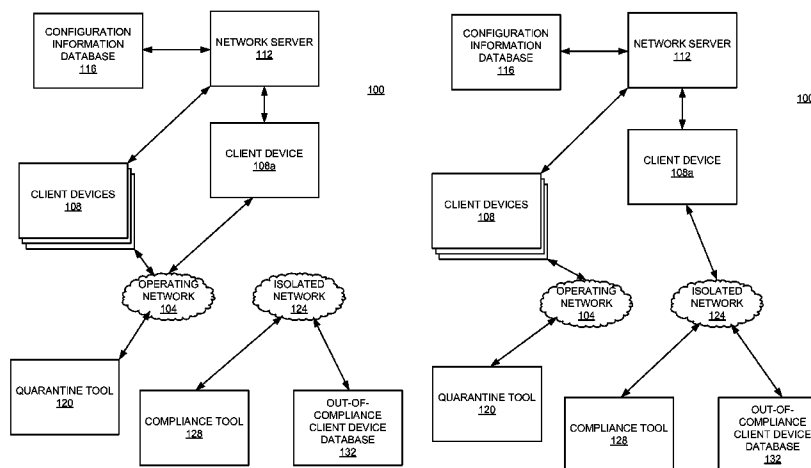 CONFIGURATION
INFORMATION
DATABASE
116
NETWORK SERVER
112
100
CLIENT DEVICE
108a
CLIENT DEVICES
108
OPERATING
NETWORK
104
ISOLATED
NETWORK
124
QUARANTINE TOOL
120
COMPLIANCE TOOL
128
OUT-OF-
COMPLIANCE
CLIENT DEVICE
DATABASE
132
CONFIGURATION
INFORMATION
DATABASE
116
NETWORK SERVER
112
100
CLIENT DEVICE
108a
CLIENT DEVICES
108
OPERATING
NETWORK
104
ISOLATED
NETWORK
124
QUARANTINE TOOL
120
COMPLIANCE TOOL
128
OUT-OF-
COMPLIANCE
CLIENT DEVICE
DATABASE
132